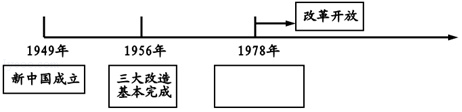 改革开放
1949年
1956年
1978年
新中国成立
三大改造
基本完成